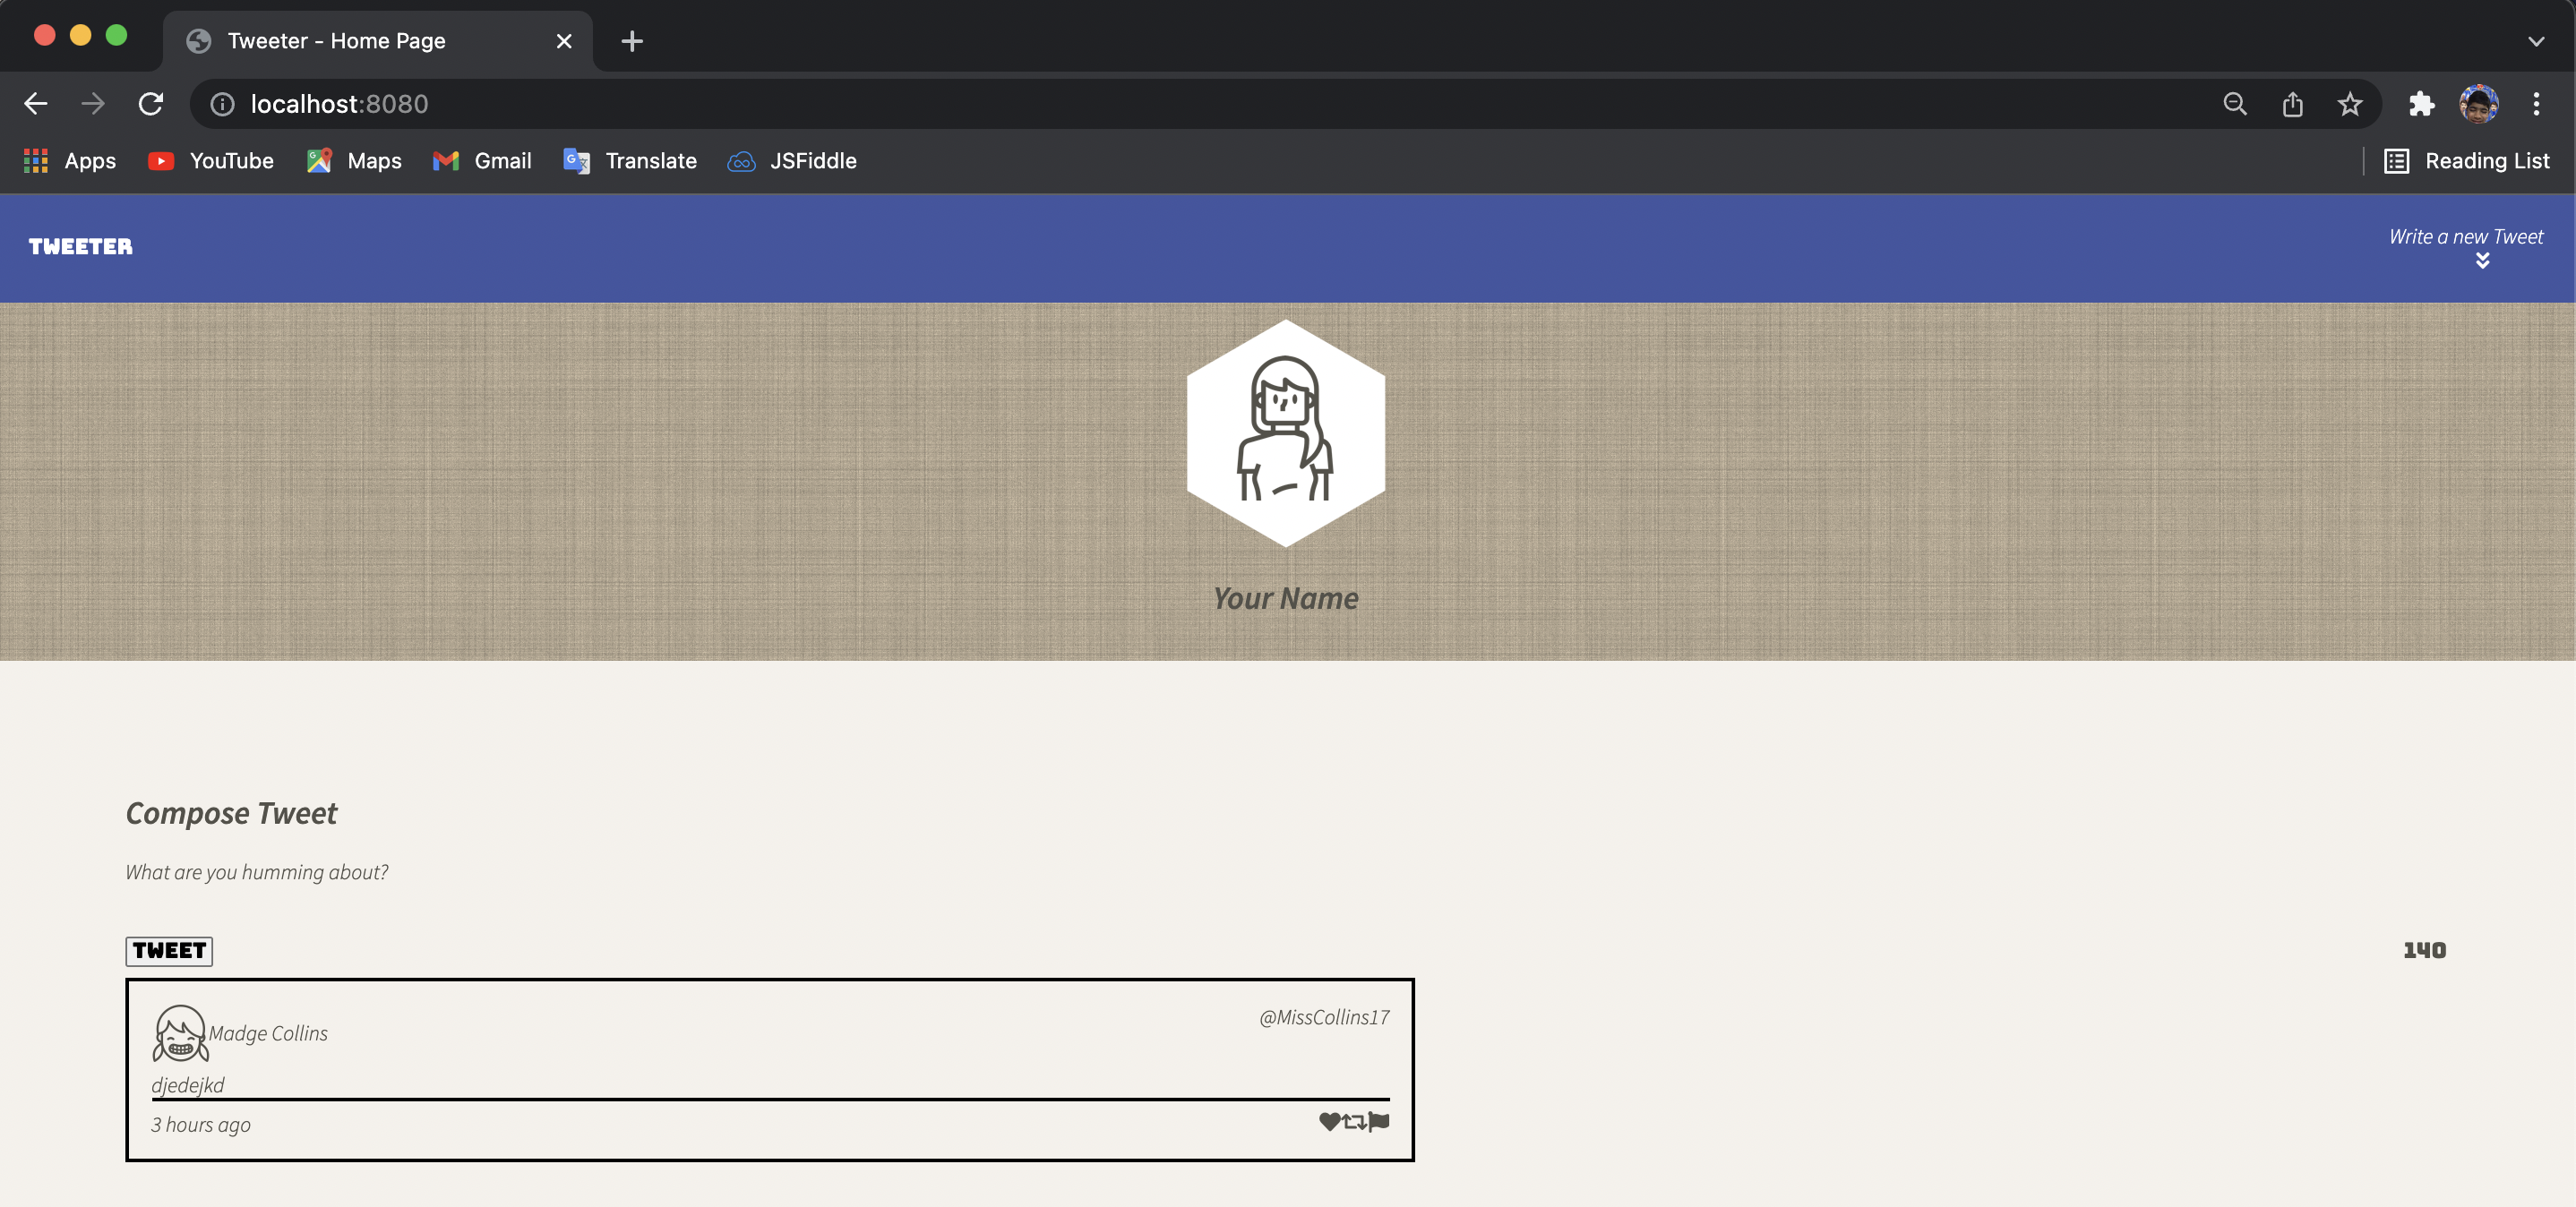 Tweeter - Home Page
localhost:8080
Apps YouTube Maps Gmail Translate JSFiddle Reading List
TWEETER
Write a new Tweet
Your Name
Compose Tweet
What are you humming about?
TWEET 140
Madge Collins @MissCollins17
djedejkd
3 hours ago